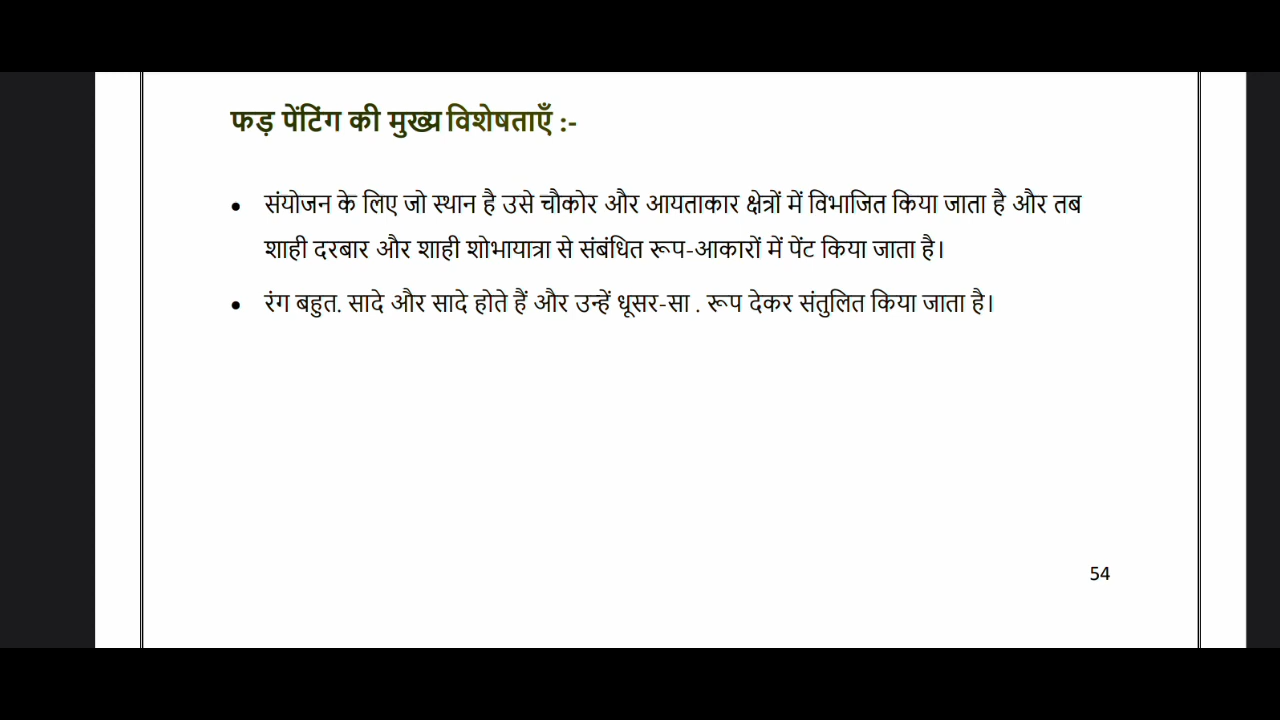 फड़ पेंटिंग की मुख्य विशेषताएँ :-
• संयोजन के लिए जो स्थान है उसे चौकोर और आयताकार क्षेत्रों में विभाजित किया जाता है और तब
शाही दरबार और शाही शोभायात्रा से संबंधित रूप-आकारों में पेंट किया जाता है।
• रंग बहुत. सादे और सादे होते हैं और उन्हें धूसर-सा . रूप देकर संतुलित किया जाता है।
54